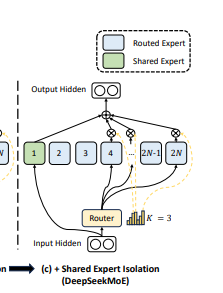 Routed Expert
Shared Expert
Output Hidden
1 2 3 4 ... 2N-1 2N
Router
K = 3
Input Hidden
(c) + Shared Expert Isolation
(DeepSeekMoE)